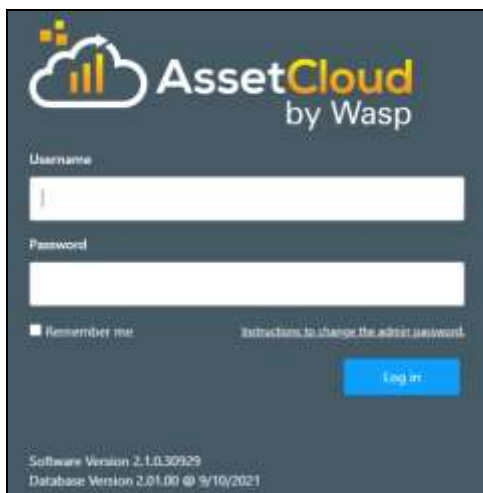 AssetCloud
by Wasp
Username
Password
Remember me Instructions to change the admin password.
Log in
Software Version 2.1.0.30929
Database Version 2.01.00 @ 9/10/2021